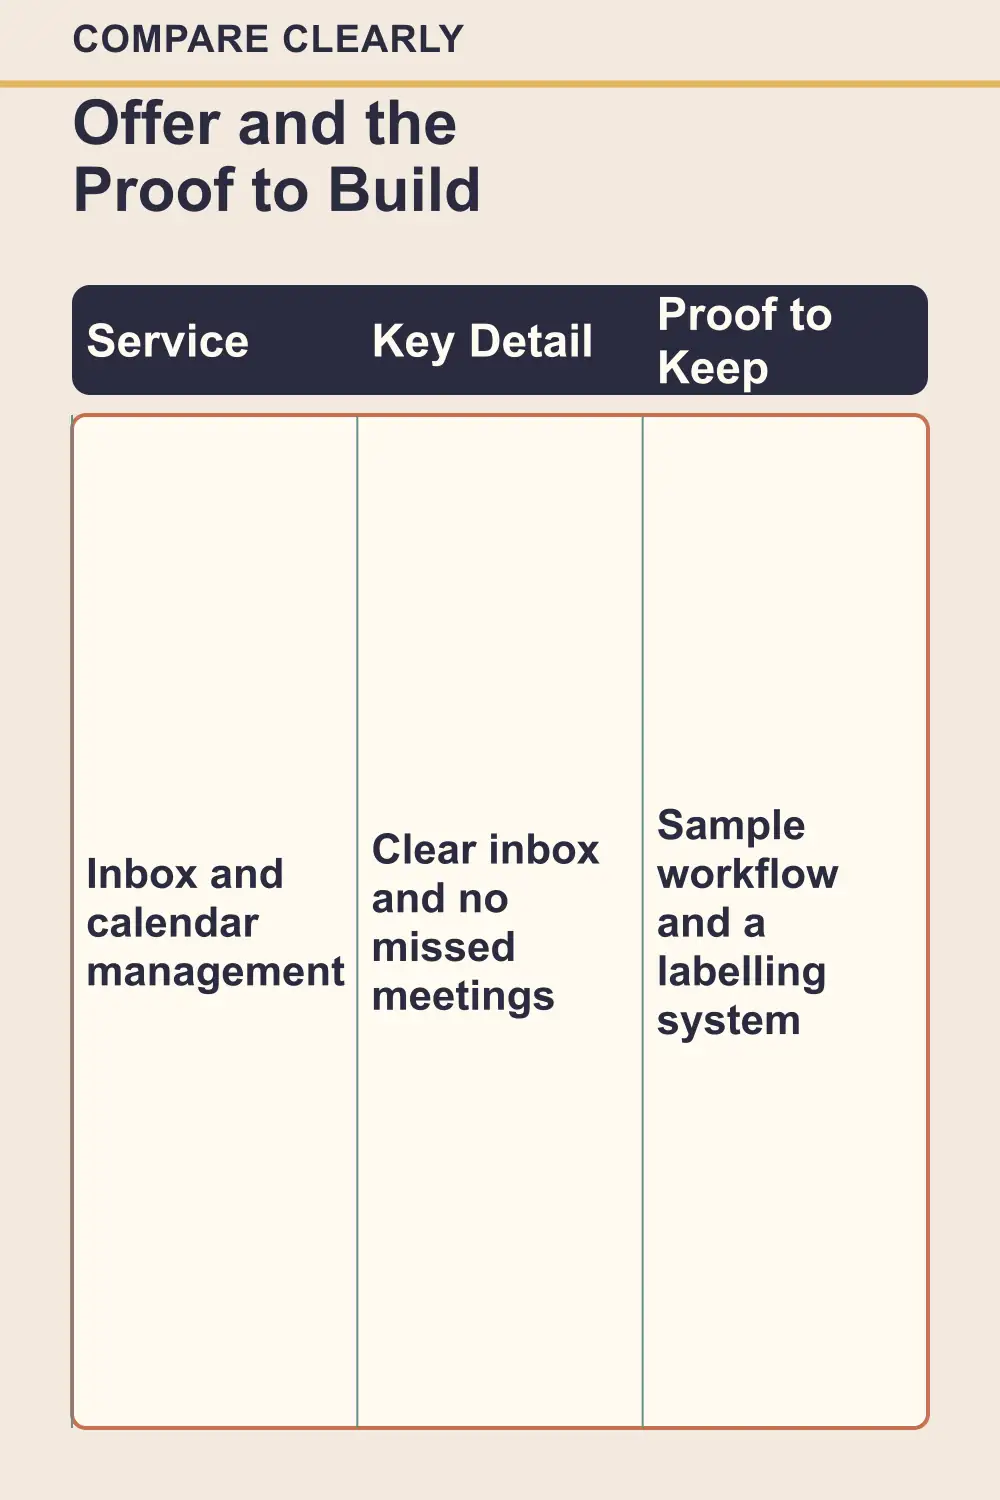 COMPARE CLEARLY
Offer and the
Proof to Build
Service
Key Detail
Proof to
Keep
Inbox and
calendar
management
Clear inbox
and no
missed
meetings
Sample
workflow
and a
labelling
system